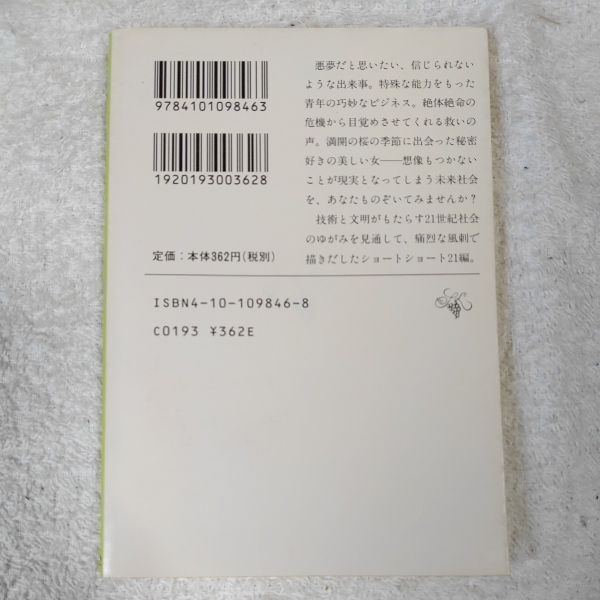 9784101098463
1920193003628
定価：本体362円(税別)
悪夢だと思いたい、信じられない
ような出来事。特殊な能力をもった
青年の巧妙なビジネス。絶体絶命の
危機から目覚めさせてくれる救いの
声。満開の桜の季節に出会った秘密
好きの美しい女――想像もつかない
ことが現実となってしまう未来社会
を、あなたものぞいてみませんか？
技術と文明がもたらす21世紀社会
のゆがみを見通して、痛烈な風刺で
描きだしたショートショート21編。
ISBN4-10-109846-8
C0193 ¥362E